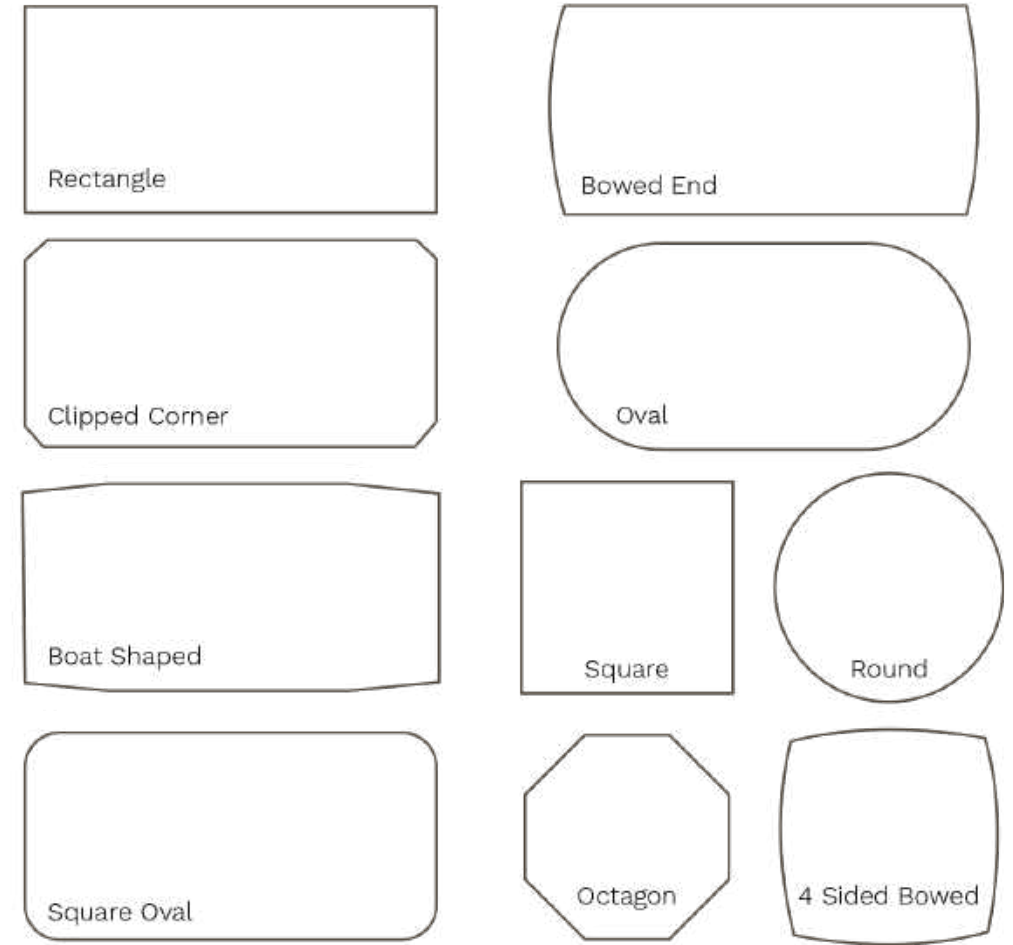 Rectangle
Bowed End
Clipped Corner
Oval
Boat Shaped
Square
Round
Square Oval
Octagon
4 Sided Bowed